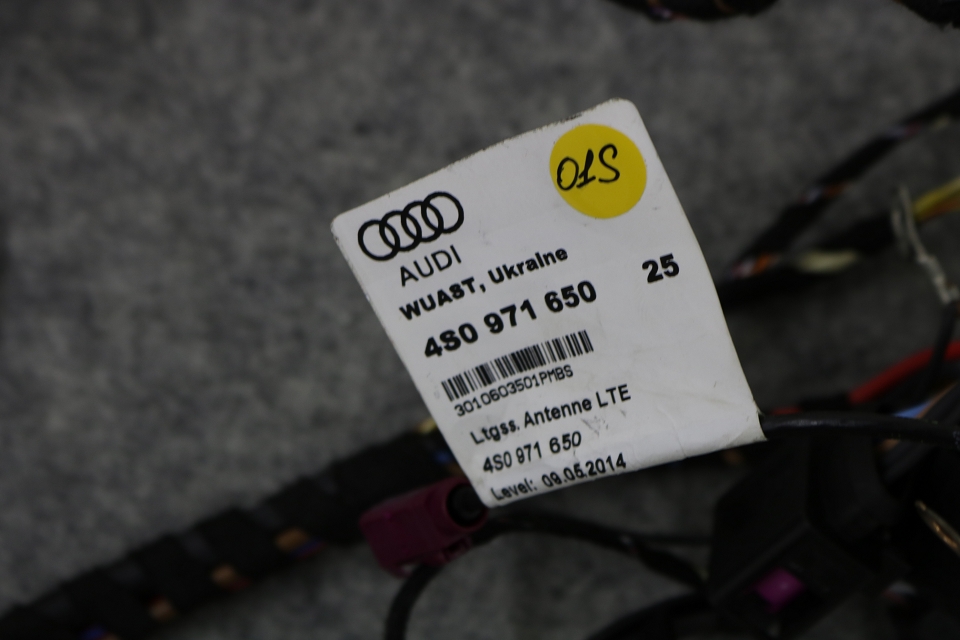 01S
AUDI
WUAST, Ukraine
4S0 971 650 25
3010603501PMBS
Ltgss. Antenne LTE
4S0 971 650
Level: 09.05.2014